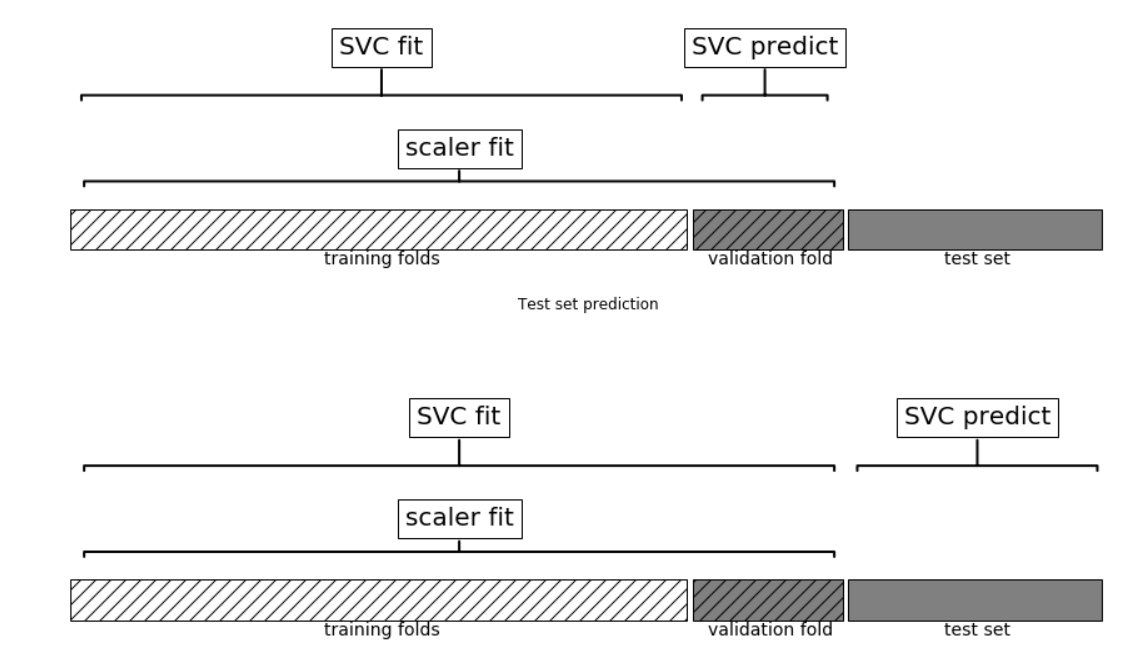 SVC fit SVC predict
scaler fit
training folds validation fold test set
Test set prediction
SVC fit SVC predict
scaler fit
training folds validation fold test set